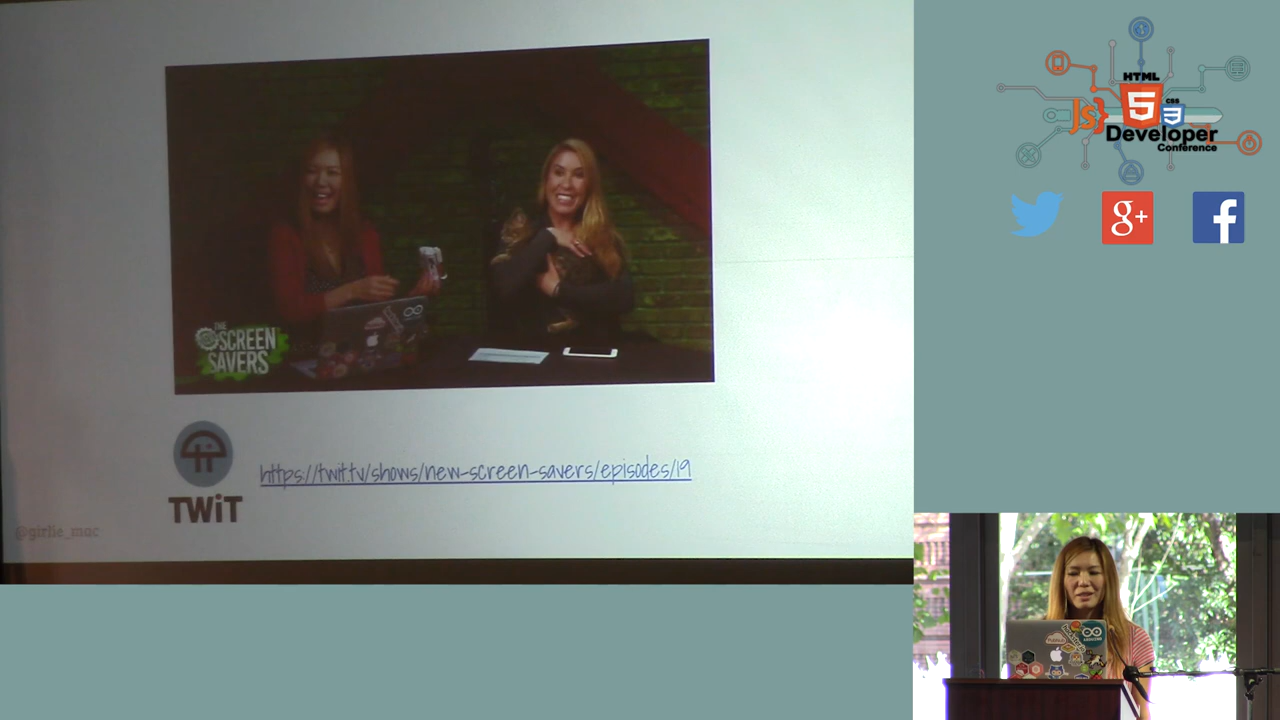 THE
SCREEN
SAVERS
TWiT
https://twit.tv/shows/new-screen-savers/episodes/19
@girlie_mac
HTML
5
CSS
3
JS}
Developer
Conference
g+
f